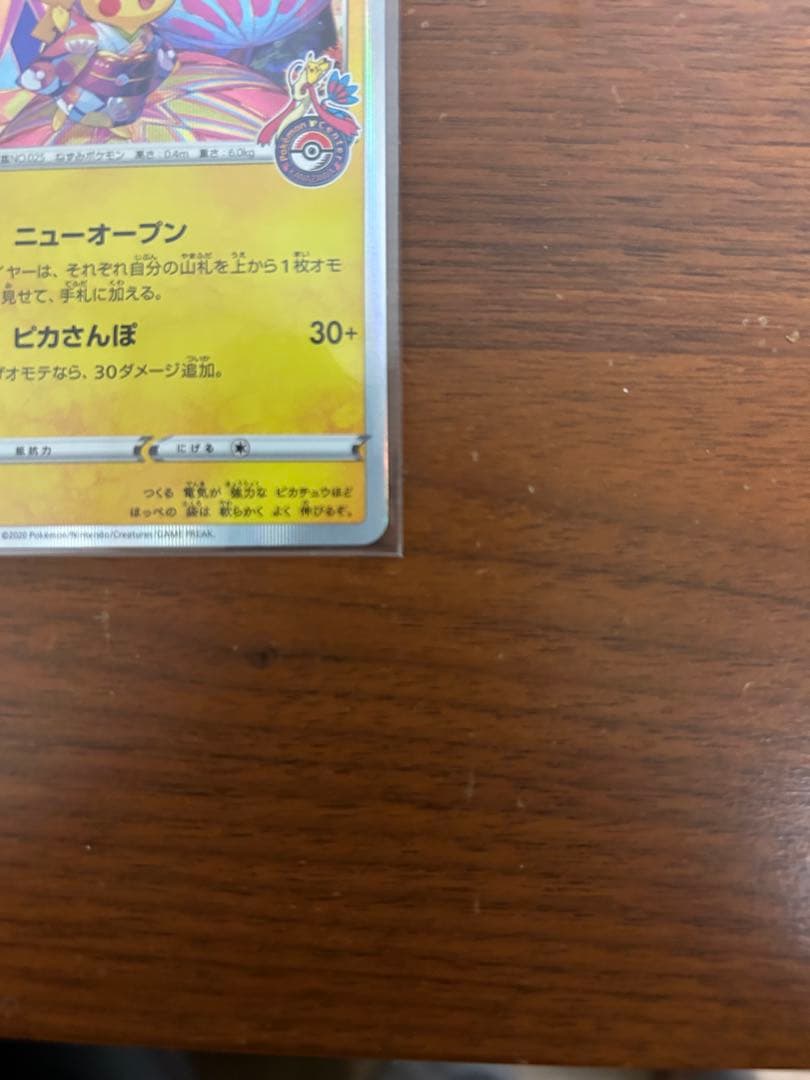 Pokémon Center
KANAZAWA
NO.025 ねずみポケモン 高さ:0.4m 重さ:6.0kg
ニューオープン
イヤーは、それぞれ自分の山札を上から1枚オモ
見せて、手札に加える。
ピカさんぽ 30+
オモテなら、30ダメージ追加。
抵抗力 にげる
つくる 電気が 強力な ピカチュウほど
ほっぺの 袋は 軟らかく よく 伸びるぞ。
©2020 Pokémon/Nintendo/Creatures/GAME FREAK.